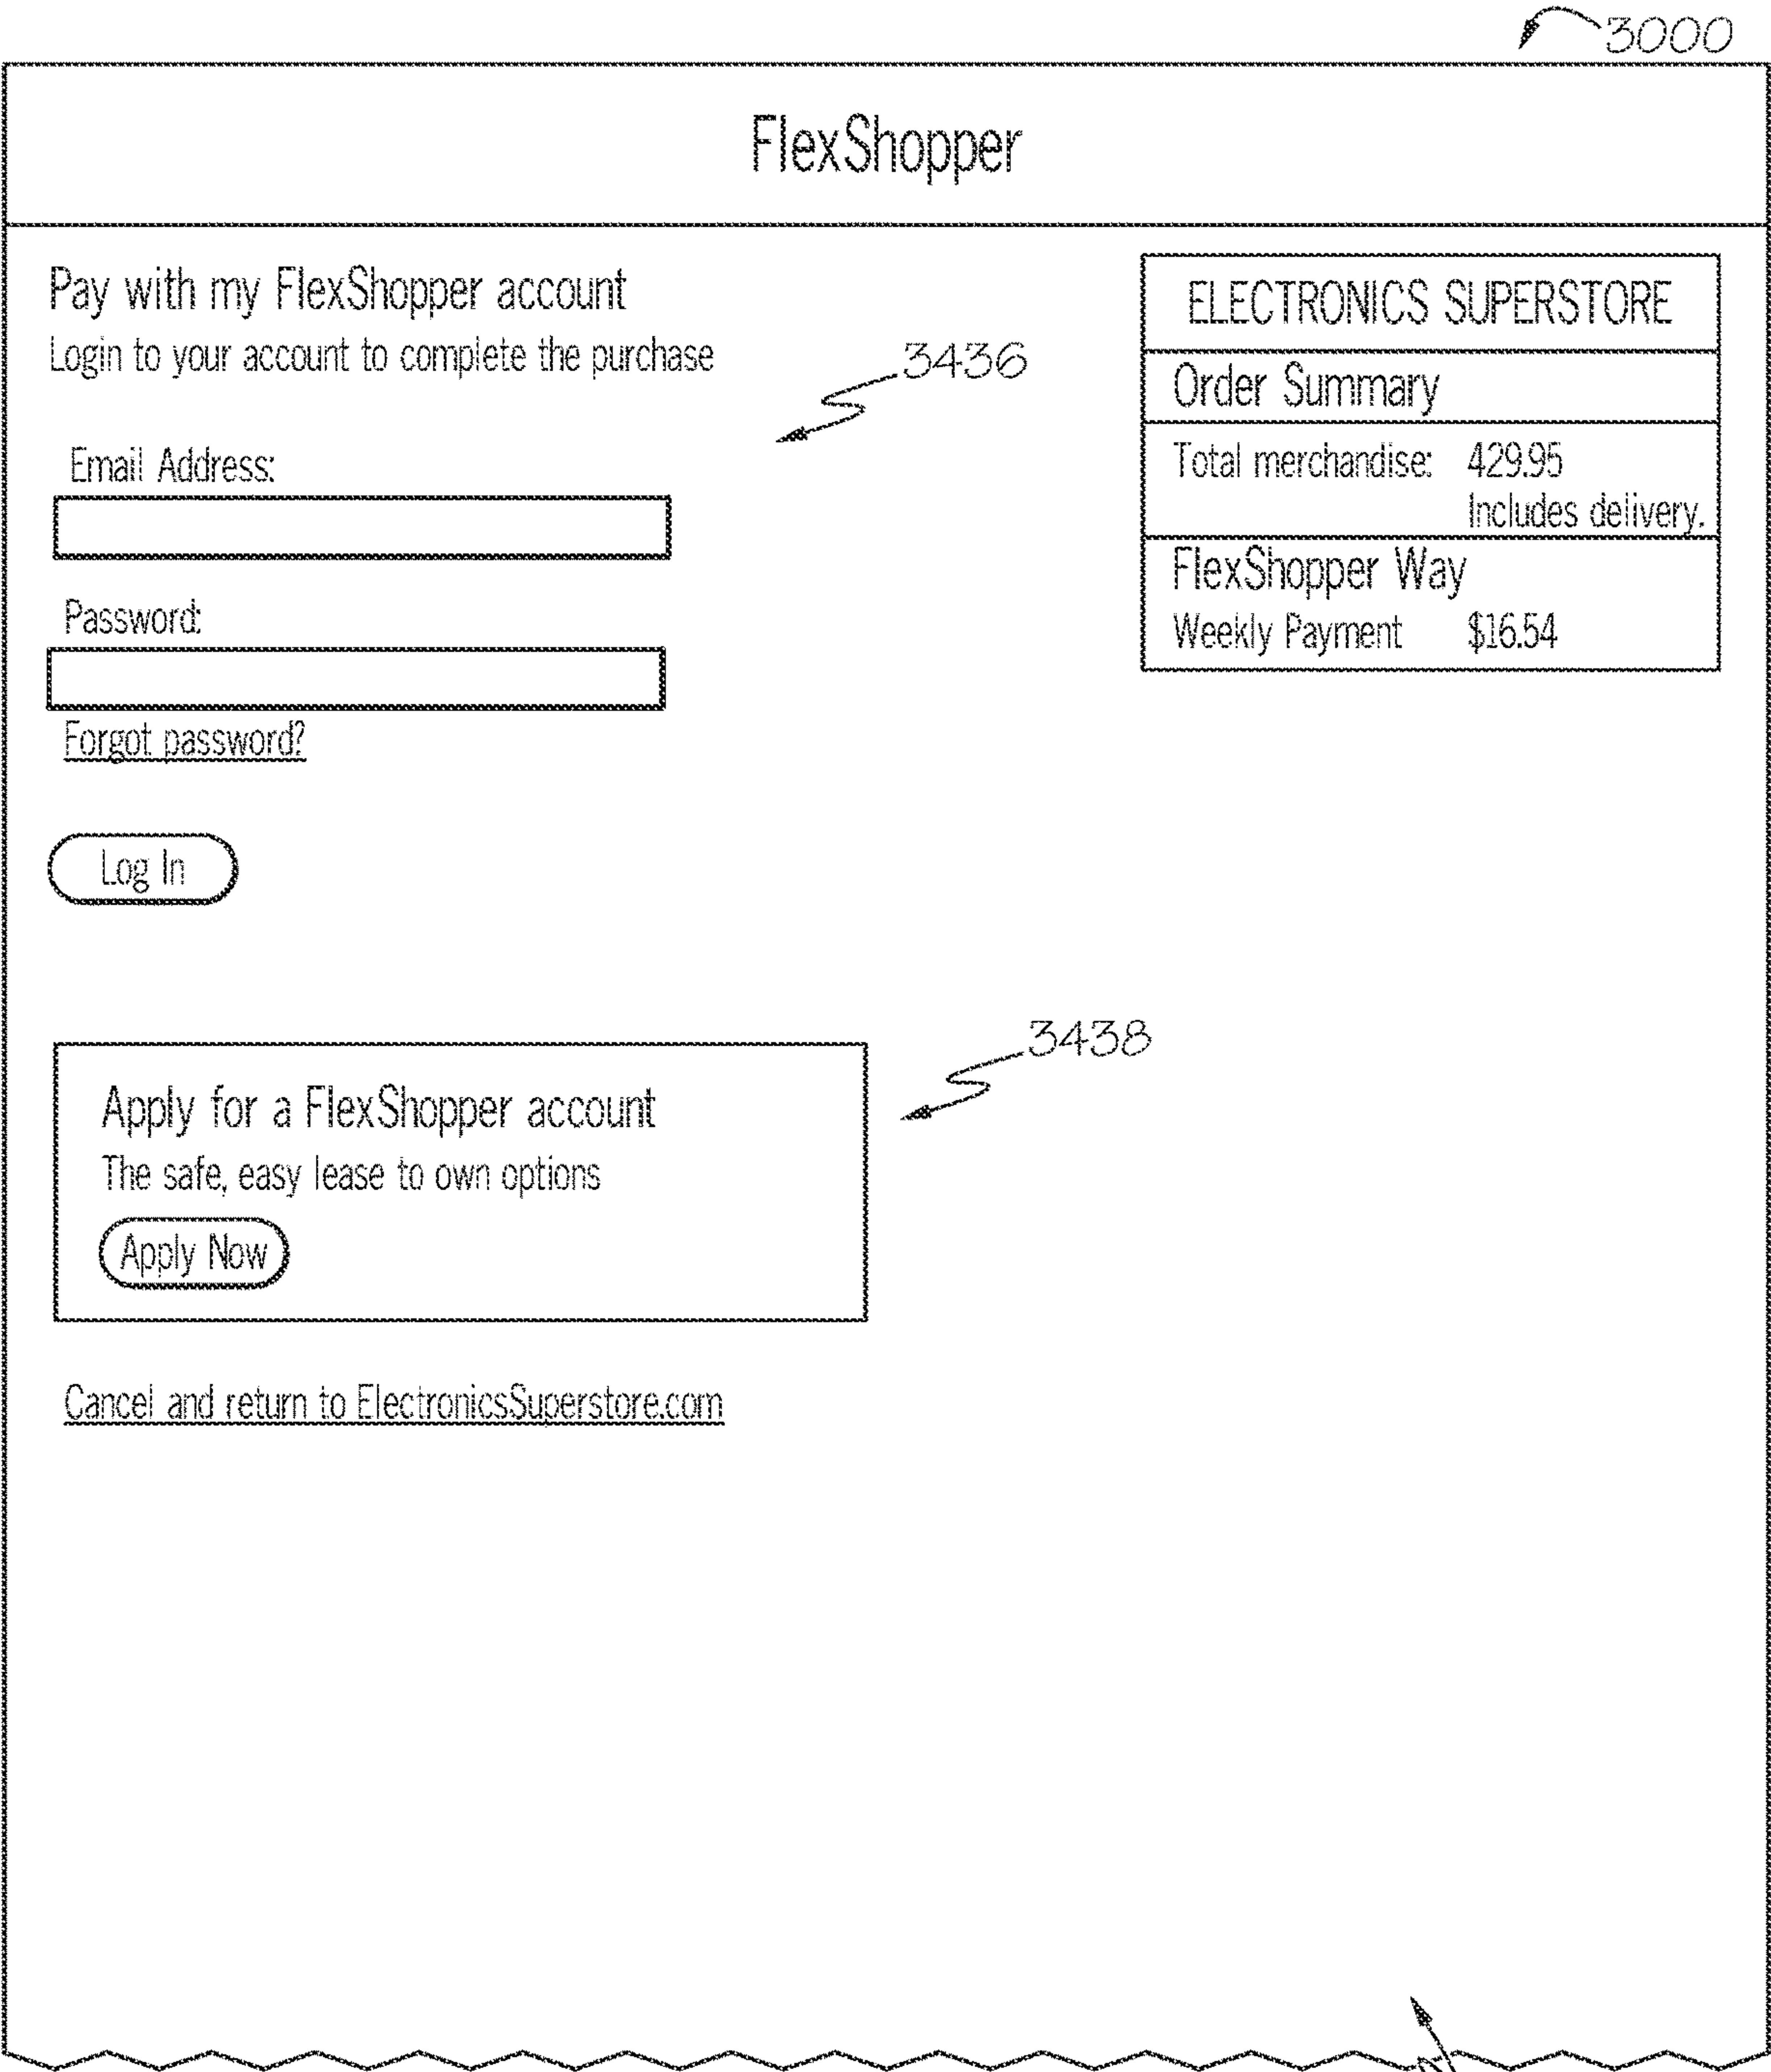 3000
FlexShopper
Pay with my FlexShopper account
Login to your account to complete the purchase
3436
Email Address:
Password:
Forgot password?
Log In
ELECTRONICS SUPERSTORE
Order Summary
Total merchandise: 429.95
Includes delivery.
FlexShopper Way
Weekly Payment $16.54
3438
Apply for a FlexShopper account
The safe, easy lease to own options
Apply Now
Cancel and return to ElectronicsSuperstore.com